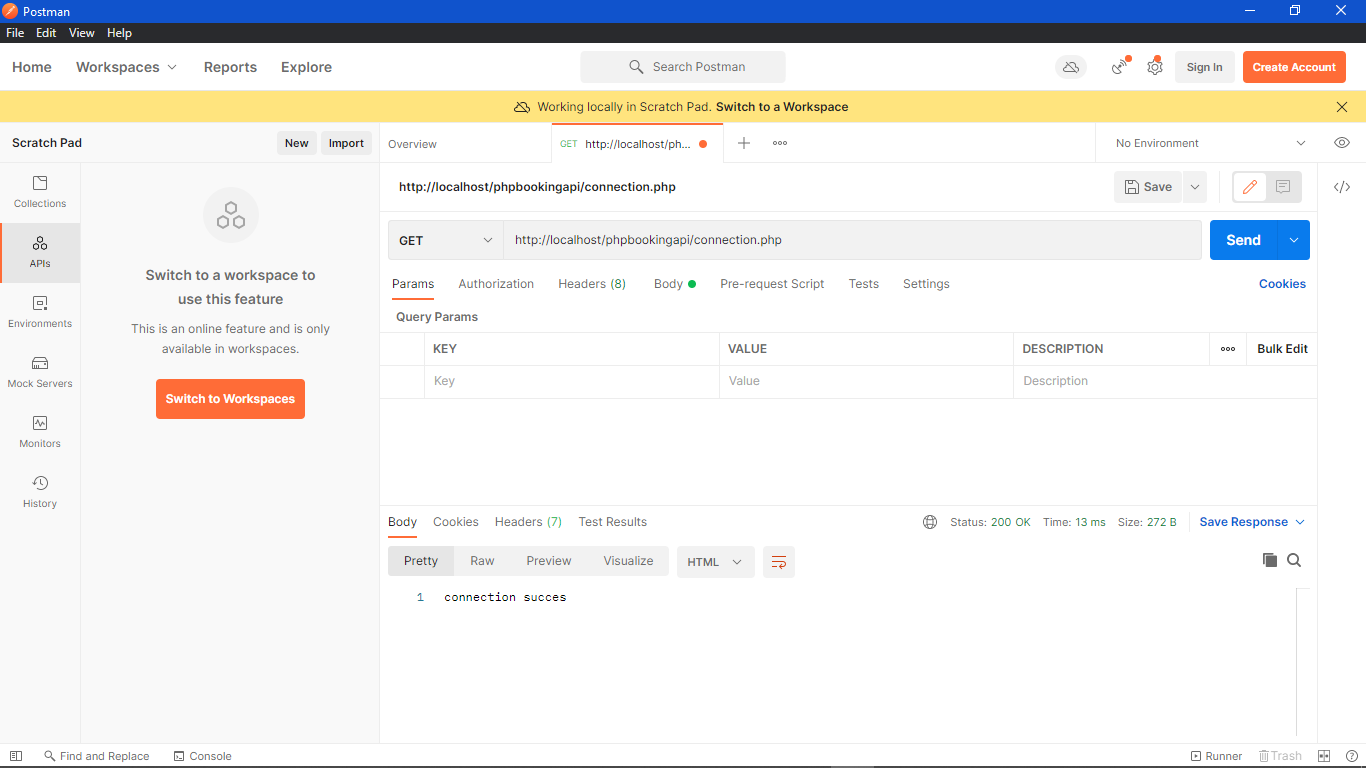 Postman
File Edit View Help
Home Workspaces Reports Explore Search Postman Sign In Create Account
Working locally in Scratch Pad. Switch to a Workspace
Scratch Pad New Import
Overview GET http://localhost/ph... No Environment
Collections
APIs
Environments
Mock Servers
Monitors
History
Switch to a workspace to
use this feature
This is an online feature and is only
available in workspaces.
Switch to Workspaces
http://localhost/phpbookingapi/connection.php Save
GET http://localhost/phpbookingapi/connection.php Send
Params Authorization Headers (8) Body Pre-request Script Tests Settings Cookies
Query Params
KEY VALUE DESCRIPTION Bulk Edit
Key Value Description
Body Cookies Headers (7) Test Results Status: 200 OK Time: 13 ms Size: 272 B Save Response
Pretty Raw Preview Visualize HTML
1 connection succes
Find and Replace Console Runner Trash